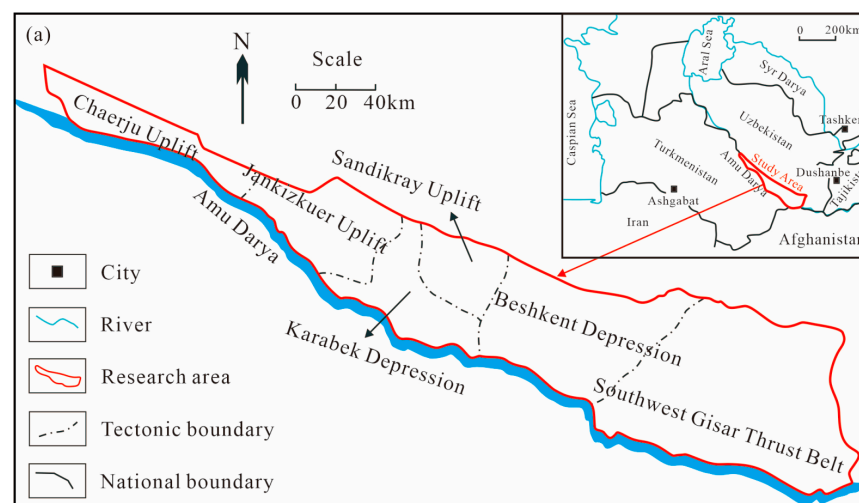 (a)
N
Scale
0 20 40km
Chaerju Uplift
Jankizkuer Uplift
Sandikray Uplift
Amu Darya
Karabek Depression
Beshkent Depression
Southwest Gisar Thrust Belt
City
River
Research area
Tectonic boundary
National boundary
0 200km
Aral Sea
Syr Darya
Caspian Sea
Uzbekistan
Tashken
Turkmenistan
Amu Darya
Study Area
Dushanbe
Tajikist
Ashgabat
Iran
Afghanistan